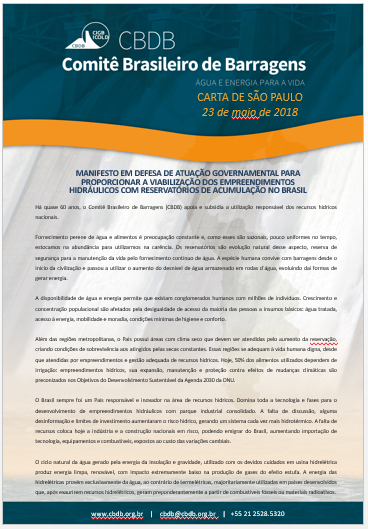 CIGB
ICOLD
CBDB
CBDB
Comitê Brasileiro de Barragens
ÁGUA E ENERGIA PARA A VIDA
CARTA DE SÃO PAULO
23 de maio de 2018
MANIFESTO EM DEFESA DE ATUAÇÃO GOVERNAMENTAL PARA
PROPORCIONAR A VIABILIZAÇÃO DOS EMPREENDIMENTOS
HIDRÁULICOS COM RESERVATÓRIOS DE ACUMULAÇÃO NO BRASIL
Há quase 60 anos, o Comitê Brasileiro de Barragens (CBDB) apoia e subsidia a utilização responsável dos recursos hídricos
nacionais.
Fornecimento perene de água e alimentos é preocupação constante e, como esses são sazonais, pouco uniformes no tempo,
estocamos na abundância para utilizarmos na carência. Os reservatórios são evolução natural desse aspecto, reserva de
segurança para a manutenção da vida pelo fornecimento contínuo de água. A espécie humana convive com barragens desde o
início da civilização e passou a utilizar o aumento do desnível de água armazenado em rodas d'água, evoluindo daí formas de
gerar energia.
A disponibilidade de água e energia permite que existam conglomerados humanos com milhões de indivíduos. Crescimento e
concentração populacional são afetados pela desigualdade de acesso da maioria das pessoas a insumos básicos: água tratada,
acesso à energia, mobilidade e moradia, condições mínimas de higiene e conforto.
Além das regiões metropolitanas, o País possui áreas com clima seco que devem ser atendidas pelo aumento da reservação,
criando condições de sobrevivência aos atingidos pelas secas constantes. Essas regiões se adequam à vida humana digna, desde
que atendidas por empreendimentos e gestão adequada de recursos hídricos. Hoje, 50% dos alimentos utilizados dependem de
irrigação: empreendimentos hídricos, sua expansão, manutenção e proteção contra efeitos de mudanças climáticas são
preconizados nos Objetivos do Desenvolvimento Sustentável da Agenda 2030 da ONU.
O Brasil sempre foi um País responsável e inovador na área de recursos hídricos. Domina toda a tecnologia e fases para o
desenvolvimento de empreendimentos hidráulicos com parque industrial consolidado. A falta de discussão, alguma
desinformação e limites de investimento aumentaram o risco hídrico, gerando um sistema cada vez mais hidrotérmico. A falta de
recursos coloca hoje a indústria e a construção nacionais em risco, podendo emigrar do Brasil, aumentando importação de
tecnologia, equipamentos e combustíveis, expostos ao custo das variações cambiais.
O ciclo natural da água gerado pela energia da insolação e gravidade, utilizado com os devidos cuidados em usina hidrelétrica
produz energia limpa, renovável, com impacto extremamente baixo na produção de gases do efeito estufa. A energia das
hidrelétricas provém exclusivamente da água, ao contrário de termelétricas, majoritariamente utilizadas em países desenvolvidos
que, após exaurirem recursos hidrelétricos, geram preponderantemente a partir de combustíveis fósseis ou materiais radioativos.
www.cbdb.org.br | cbdb@cbdb.org.br | +55 21 2528.5320